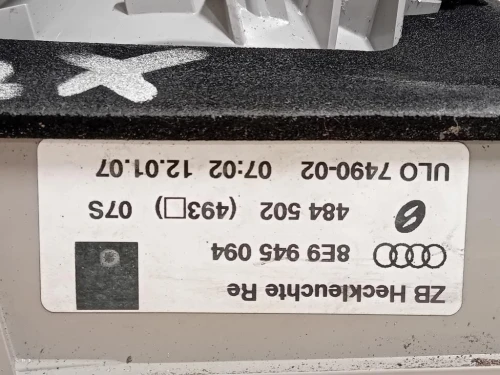 ZB Heckleuchte Re
8E9 945 094
484 502 (493□) 07S
ULO 7490-02 07:02 12.01.07